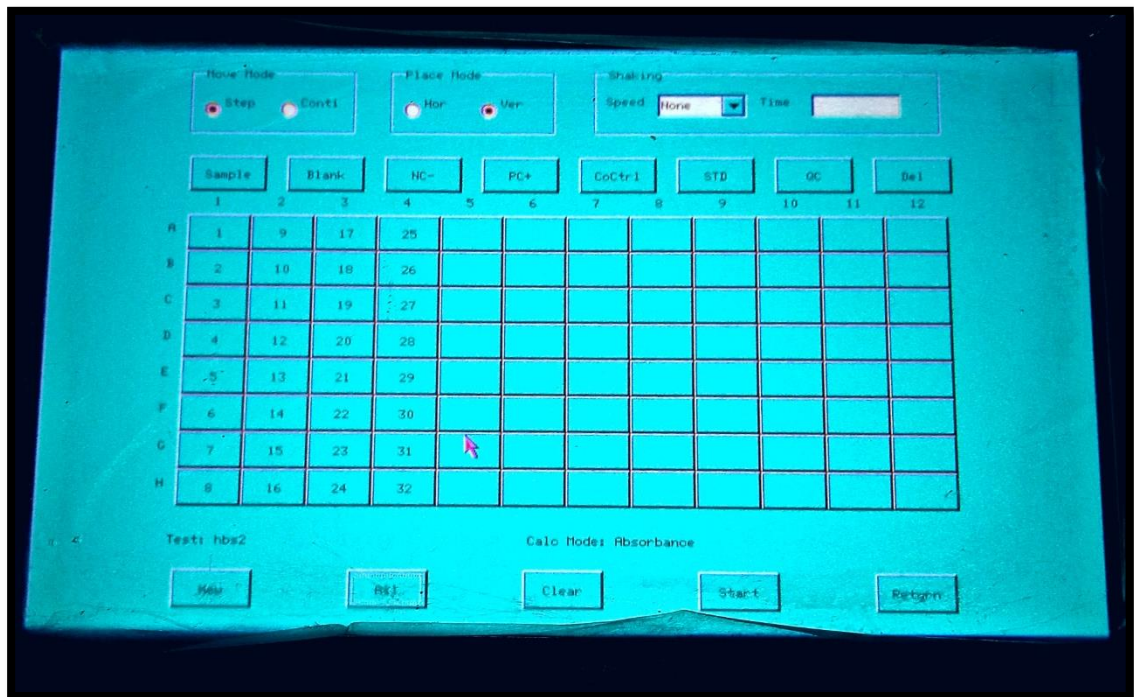 Move Mode Place Mode Shaking
Step Conti Hor Ver Speed None Time
Sample Blank NC- PC+ CoCtrl STD QC Del
1 2 3 4 5 6 7 8 9 10 11 12
A 1 9 17 25
B 2 10 18 26
C 3 11 19 27
D 4 12 20 28
E 5 13 21 29
F 6 14 22 30
G 7 15 23 31
H 8 16 24 32
Test: hbs2 Calc Mode: Absorbance
New All Clear Start Return